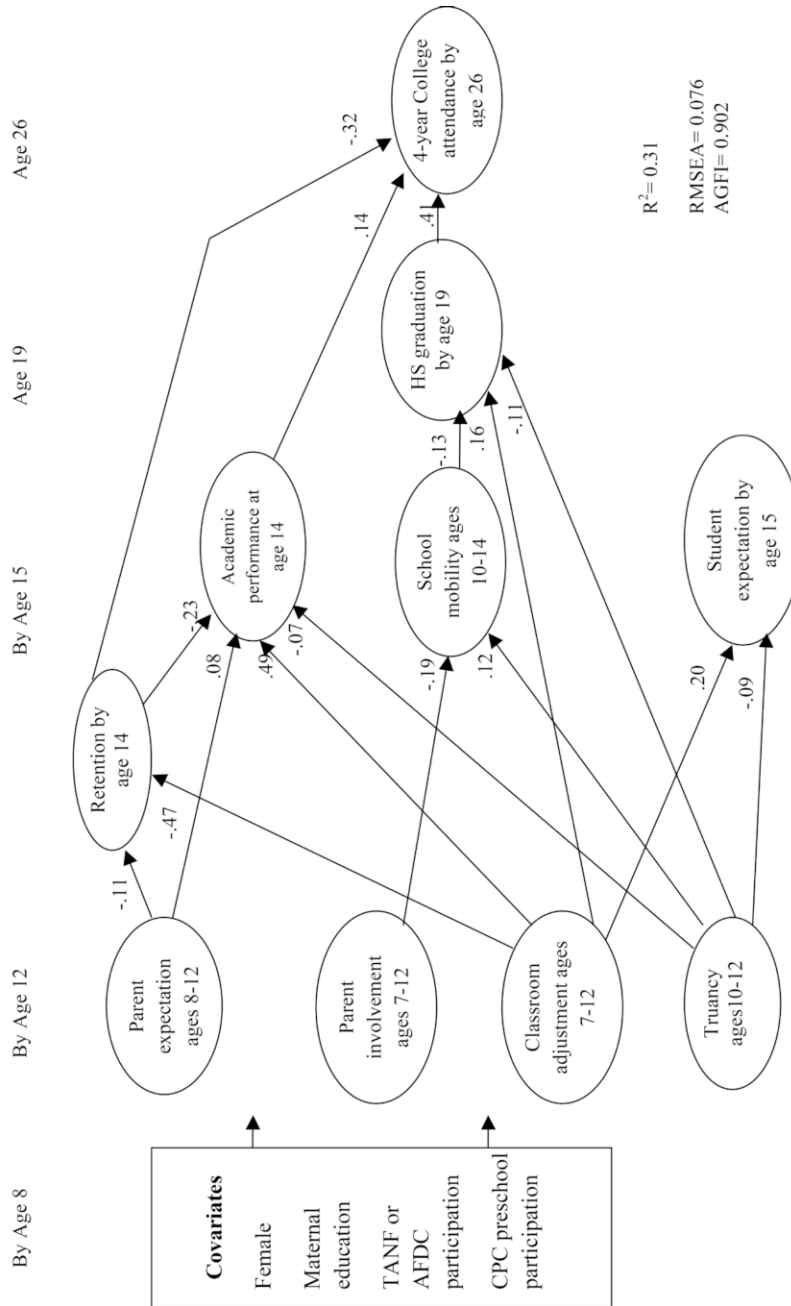 By Age 8
By Age 12
By Age 15
Age 19
Age 26
Covariates
Female
Maternal
education
TANF or
AFDC
participation
CPC preschool
participation
Parent
expectation
ages 8-12
Parent
involvement
ages 7-12
Classroom
adjustment ages
7-12
Truancy
ages10-12
-.11
-.47
Retention by
age 14
-.23
.08
.49
-.07
Academic
performance at
age 14
-.19
.12
School
mobility ages
10-14
.20
-.09
Student
expectation by
age 15
-.13
.16
-.11
HS graduation
by age 19
-.32
.14
.41
4-year College
attendance by
age 26
R²= 0.31
RMSEA= 0.076
AGFI= 0.902